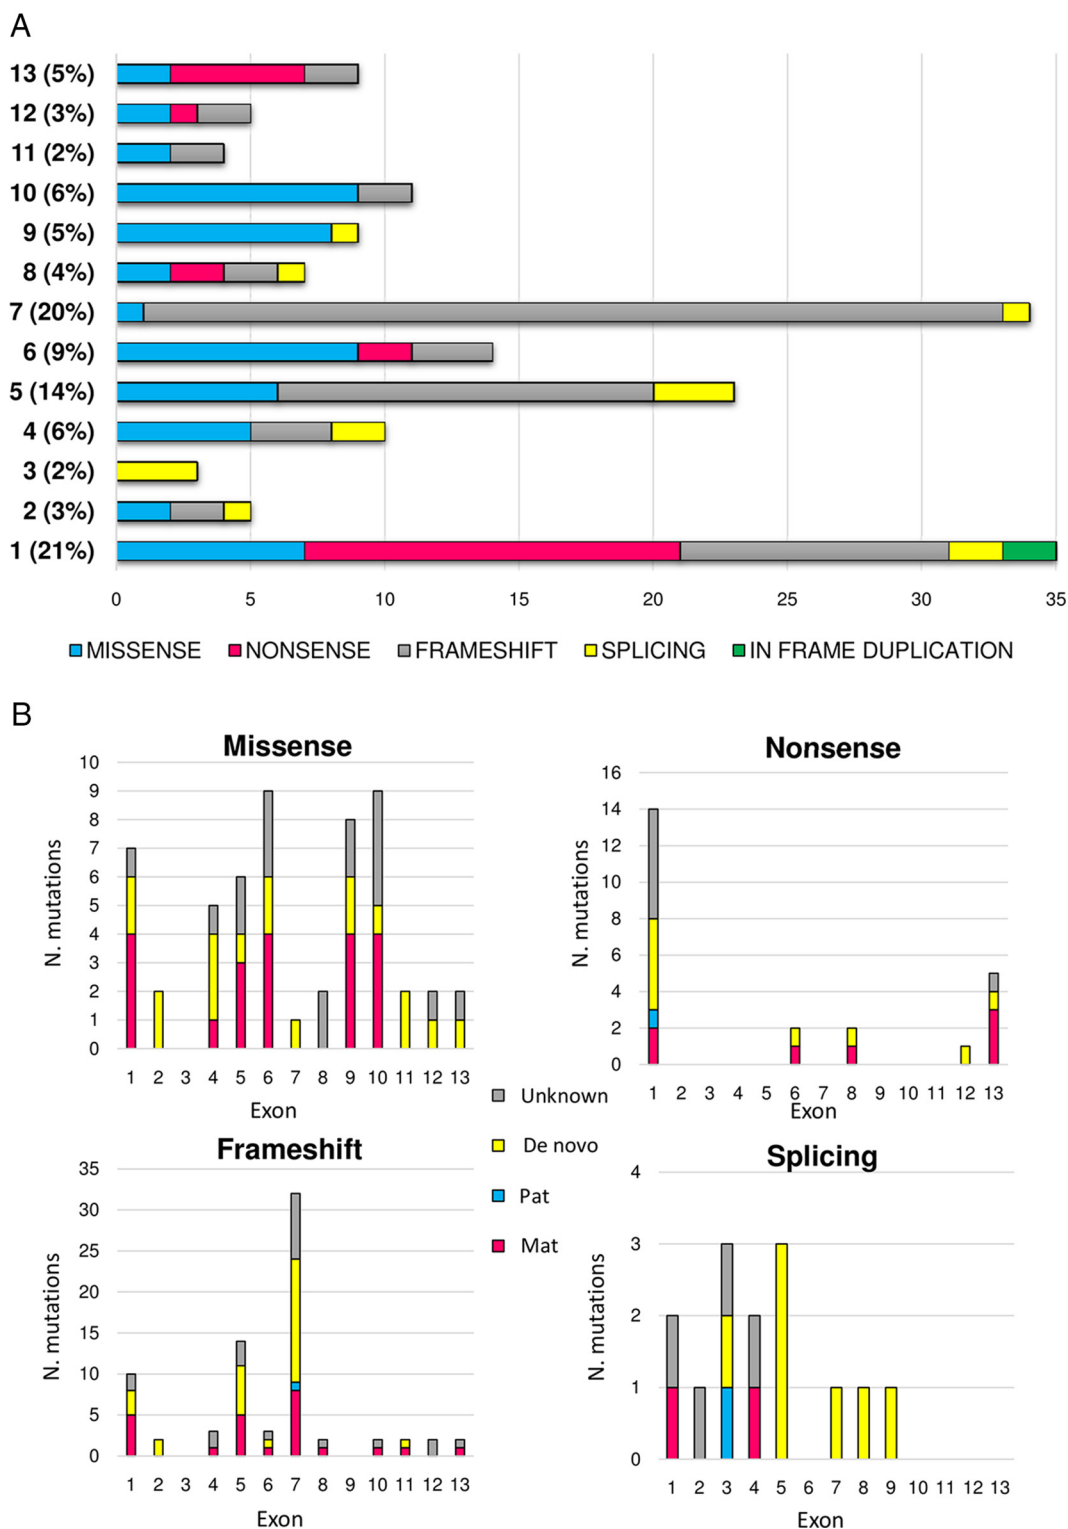 A
13 (5%)
12 (3%)
11 (2%)
10 (6%)
9 (5%)
8 (4%)
7 (20%)
6 (9%)
5 (14%)
4 (6%)
3 (2%)
2 (3%)
1 (21%)
0 5 10 15 20 25 30 35
MISSENSE NONSENSE FRAMESHIFT SPLICING IN FRAME DUPLICATION
B
Missense
10
9
8
7
6
5
4
3
2
1
0
N. mutations
1 2 3 4 5 6 7 8 9 10 11 12 13
Exon
Nonsense
16
14
12
10
8
6
4
2
0
N. mutations
1 2 3 4 5 6 7 8 9 10 11 12 13
Exon
Unknown
De novo
Pat
Mat
Frameshift
35
30
25
20
15
10
5
0
N. mutations
1 2 3 4 5 6 7 8 9 10 11 12 13
Exon
Splicing
4
3
2
1
0
N. mutations
1 2 3 4 5 6 7 8 9 10 11 12 13
Exon